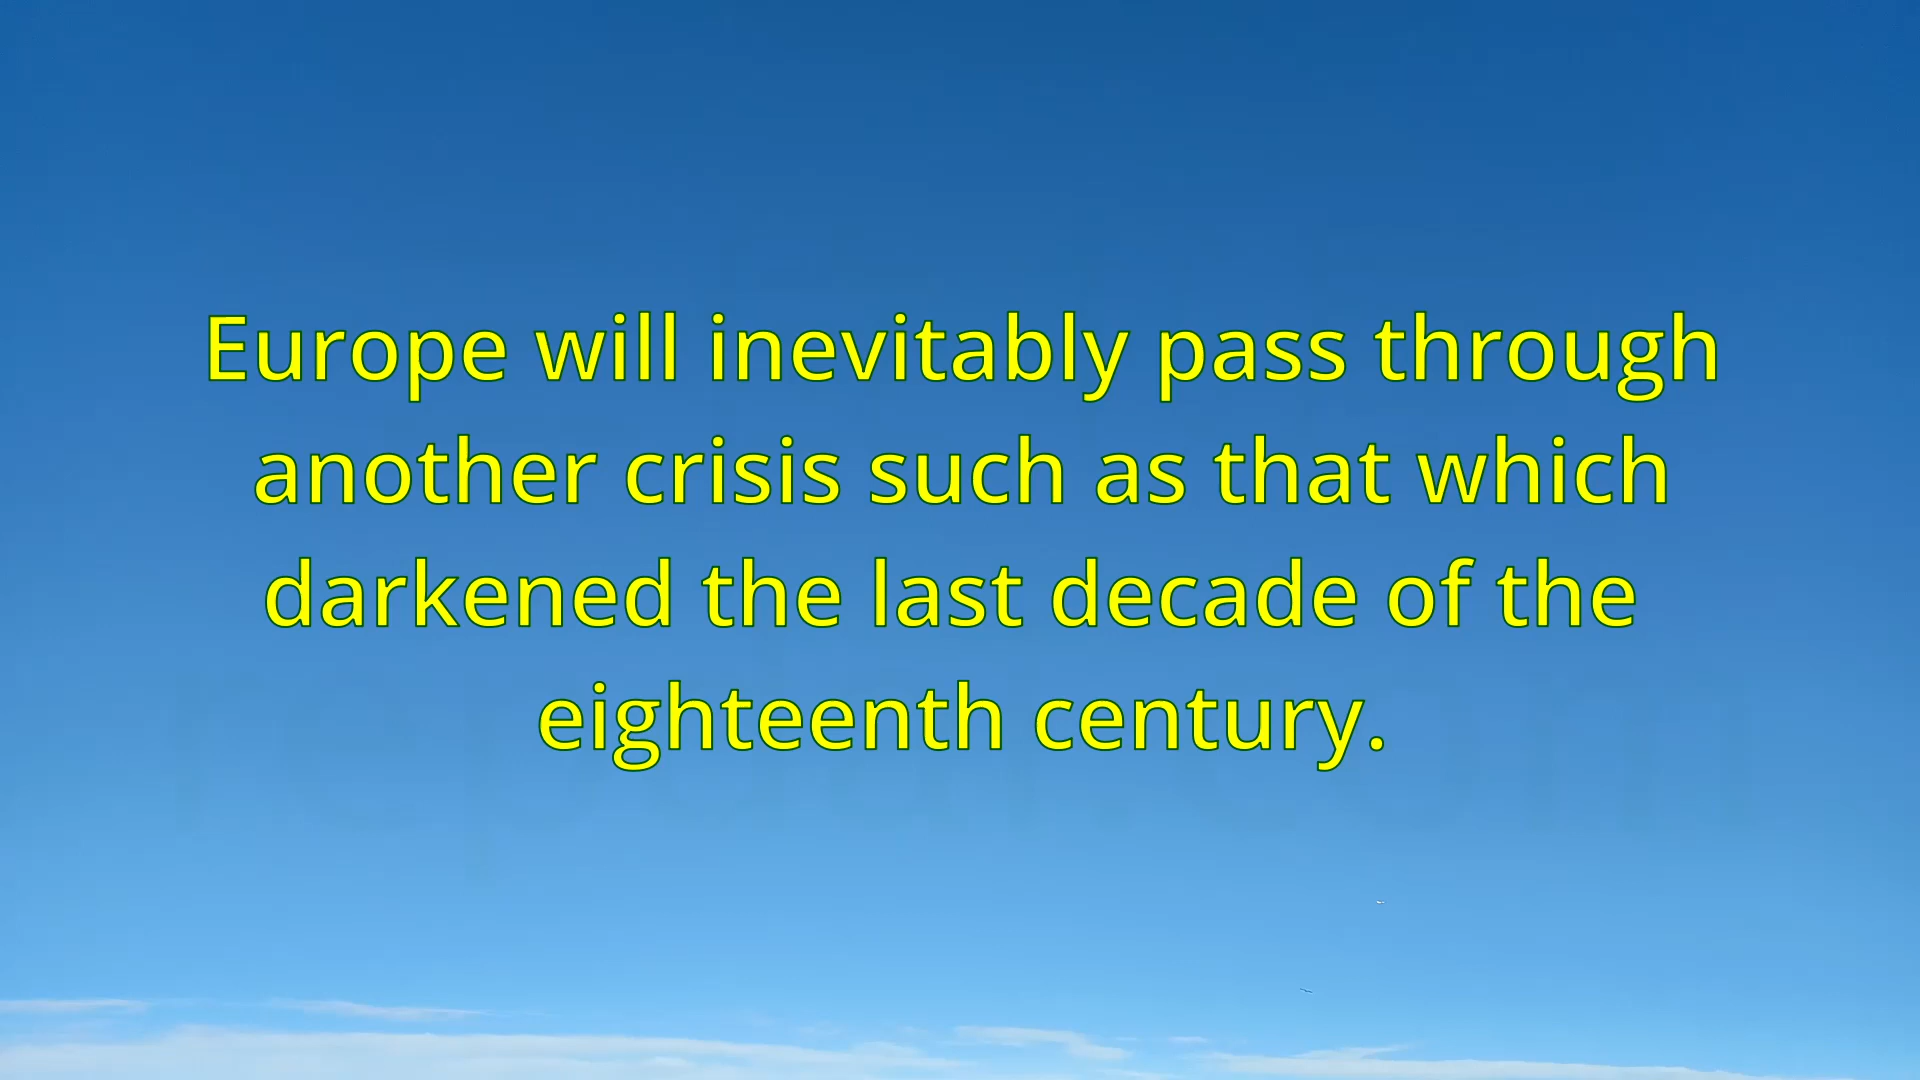 Europe will inevitably pass through
another crisis such as that which
darkened the last decade of the
eighteenth century.